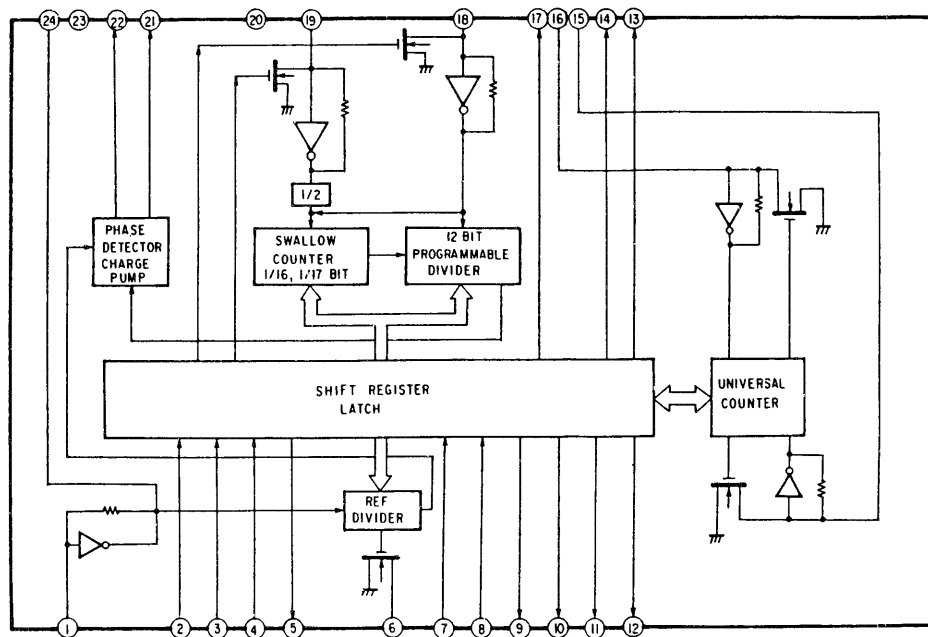 24 23 22 21 20 19 18 17 16 15 14 13
1/2
PHASE
DETECTOR
CHARGE
PUMP
SWALLOW
COUNTER
1/16, 1/17 BIT
12 BIT
PROGRAMMABLE
DIVIDER
SHIFT REGISTER
LATCH
UNIVERSAL
COUNTER
REF
DIVIDER
1 2 3 4 5 6 7 8 9 10 11 12